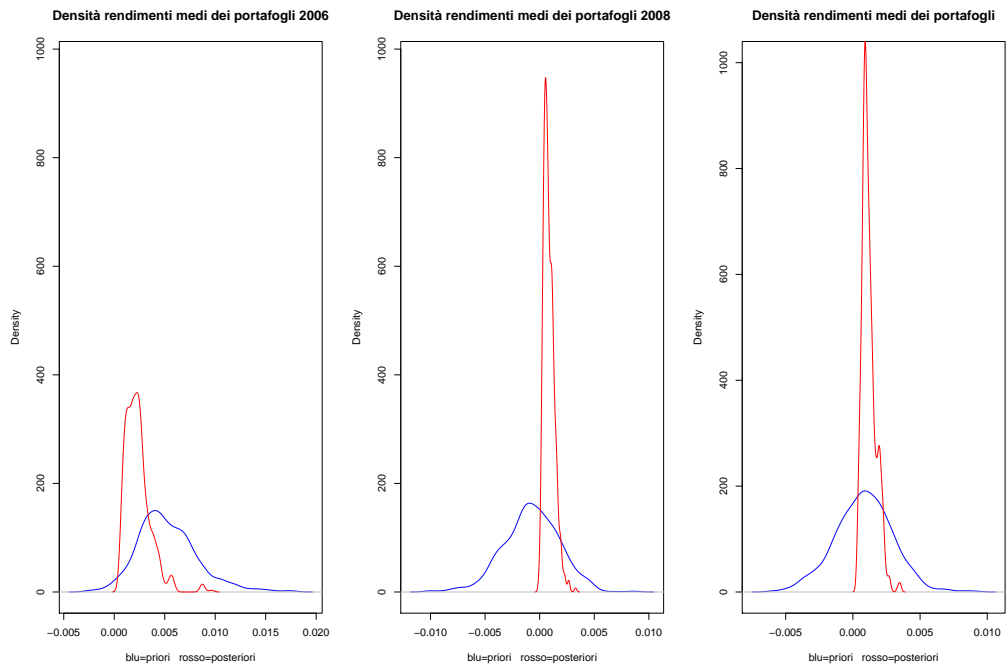 Densità rendimenti medi dei portafogli 2006
Density
0 200 400 600 800 1000
−0.005 0.000 0.005 0.010 0.015 0.020
blu=priori rosso=posteriori
Densità rendimenti medi dei portafogli 2008
Density
0 200 400 600 800 1000
−0.010 −0.005 0.000 0.005 0.010
blu=priori rosso=posteriori
Densità rendimenti medi dei portafogli
Density
0 200 400 600 800 1000
−0.005 0.000 0.005 0.010
blu=priori rosso=posteriori